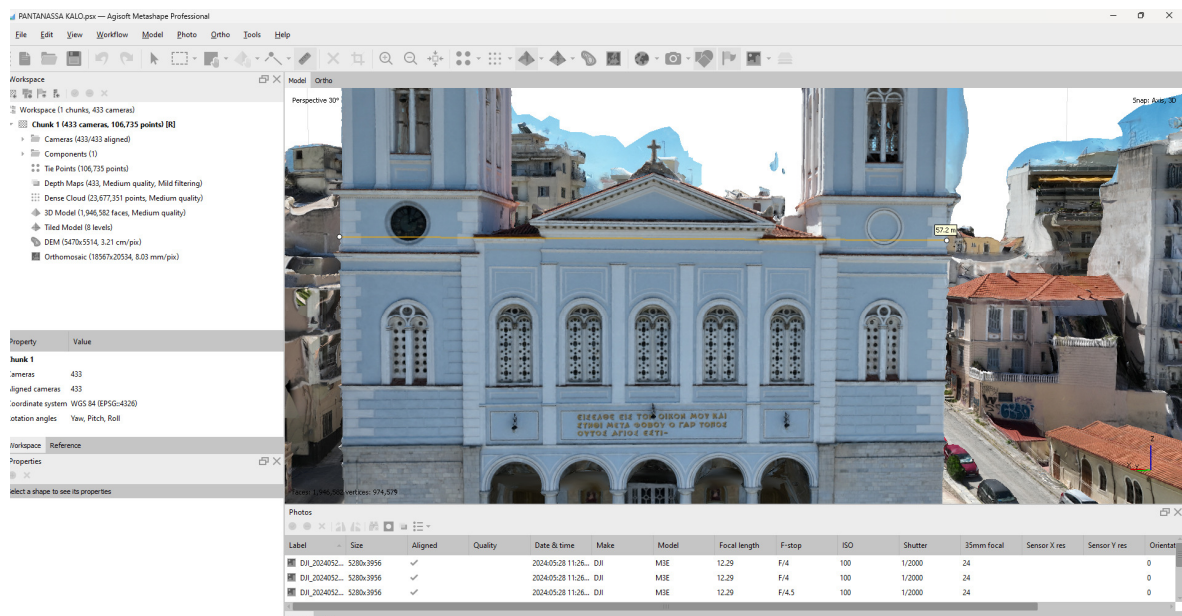 PANTANASSA KALO.psx — Agisoft Metashape Professional
File Edit View Workflow Model Photo Ortho Tools Help
Workspace
Workspace (1 chunks, 433 cameras)
Chunk 1 (433 cameras, 106,735 points) [R]
Cameras (433/433 aligned)
Components (1)
Tie Points (106,735 points)
Depth Maps (433, Medium quality, Mild filtering)
Dense Cloud (23,677,351 points, Medium quality)
3D Model (1,946,582 faces, Medium quality)
Tiled Model (8 levels)
DEM (5470x5514, 3.21 cm/pix)
Orthomosaic (18567x20534, 8.03 mm/pix)
Property Value
Chunk 1
Cameras 433
Aligned cameras 433
Coordinate system WGS 84 (EPSG::4326)
Rotation angles Yaw, Pitch, Roll
Workspace Reference
Properties
Select a shape to see its properties
Model Ortho
Perspective 30°
Snap: Axis, 3D
57.2 m
ΕΙΣΕΛΘΕ ΕΙΣ ΤΟΝ ΟΙΚΟΝ ΜΟΥ ΚΑΙ
ΣΤΗΘΙ ΜΕΤΑ ΦΟΒΟΥ Ο ΓΑΡ ΤΟΠΟΣ
ΟΥΤΟΣ ΑΓΙΟΣ ΕΣΤΙ-
Z
faces: 1,946,582 vertices: 974,575
Photos
Label Size Aligned Quality Date & time Make Model Focal length F-stop ISO Shutter 35mm focal Sensor X res Sensor Y res Orientat
DJI_2024052... 5280x3956 2024:05:28 11:26... DJI M3E 12.29 F/4 100 1/2000 24 0
DJI_2024052... 5280x3956 2024:05:28 11:26... DJI M3E 12.29 F/4 100 1/2000 24 0
DJI_2024052... 5280x3956 2024:05:28 11:26... DJI M3E 12.29 F/4.5 100 1/2000 24 0